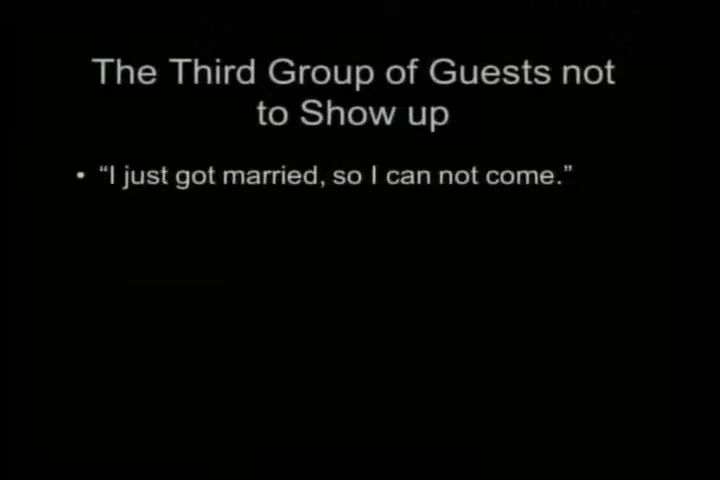 The Third Group of Guests not
to Show up
• “I just got married, so I can not come.”